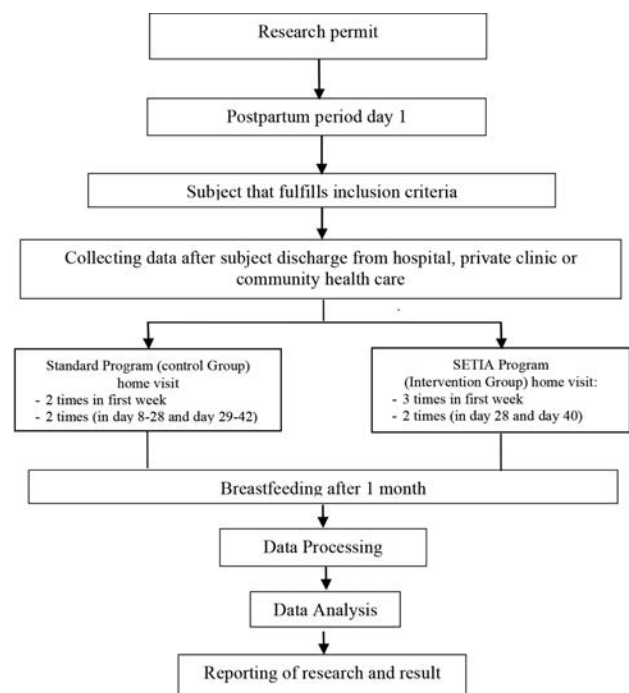 Research permit
Postpartum period day 1
Subject that fulfills inclusion criteria
Collecting data after subject discharge from hospital, private clinic or
community health care
Standard Program (control Group)
home visit
- 2 times in first week
- 2 times (in day 8-28 and day 29-42)
SETIA Program
(Intervention Group) home visit:
- 3 times in first week
- 2 times (in day 28 and day 40)
Breastfeeding after 1 month
Data Processing
Data Analysis
Reporting of research and result